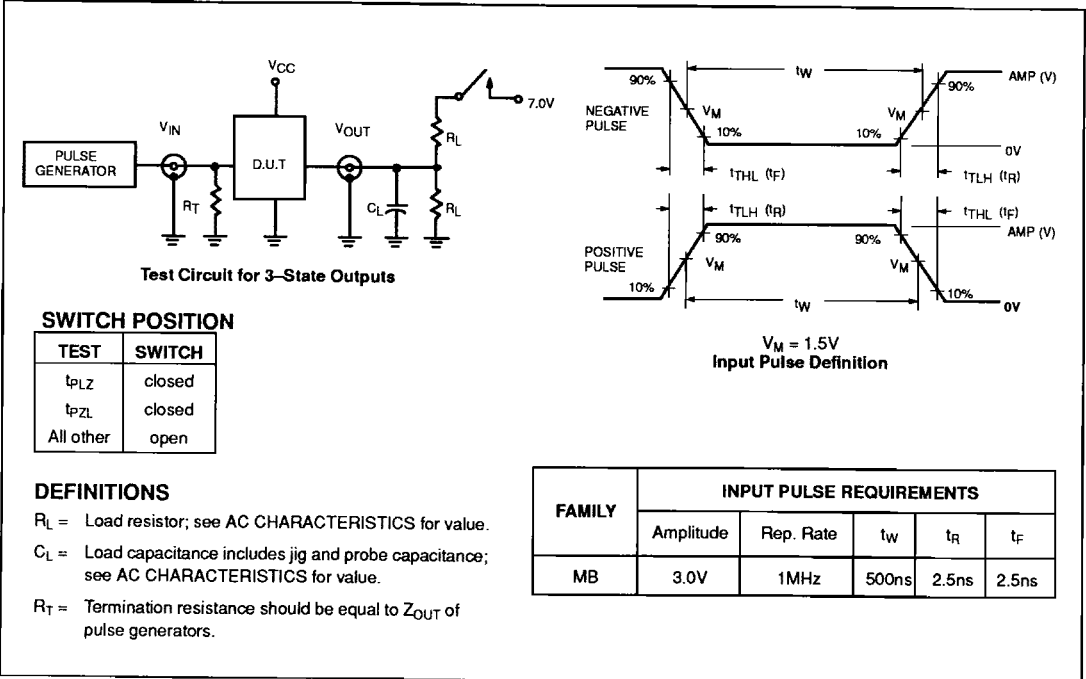 VCC
7.0V
VIN
VOUT
RL
PULSE
GENERATOR
D.U.T
RT
CL
RL
Test Circuit for 3–State Outputs
90%
tW
90%
AMP (V)
NEGATIVE
PULSE
VM
VM
10%
10%
0V
tTHL (tF)
tTLH (tR)
tTLH (tR)
tTHL (tF)
AMP (V)
90%
90%
POSITIVE
PULSE
VM
VM
10%
10%
tW
0V
VM = 1.5V
Input Pulse Definition
SWITCH POSITION
TEST SWITCH
tPLZ closed
tPZL closed
All other open
DEFINITIONS
RL = Load resistor; see AC CHARACTERISTICS for value.
CL = Load capacitance includes jig and probe capacitance;
see AC CHARACTERISTICS for value.
RT = Termination resistance should be equal to ZOUT of
pulse generators.
FAMILY
INPUT PULSE REQUIREMENTS
Amplitude Rep. Rate tW tR tF
MB 3.0V 1MHz 500ns 2.5ns 2.5ns